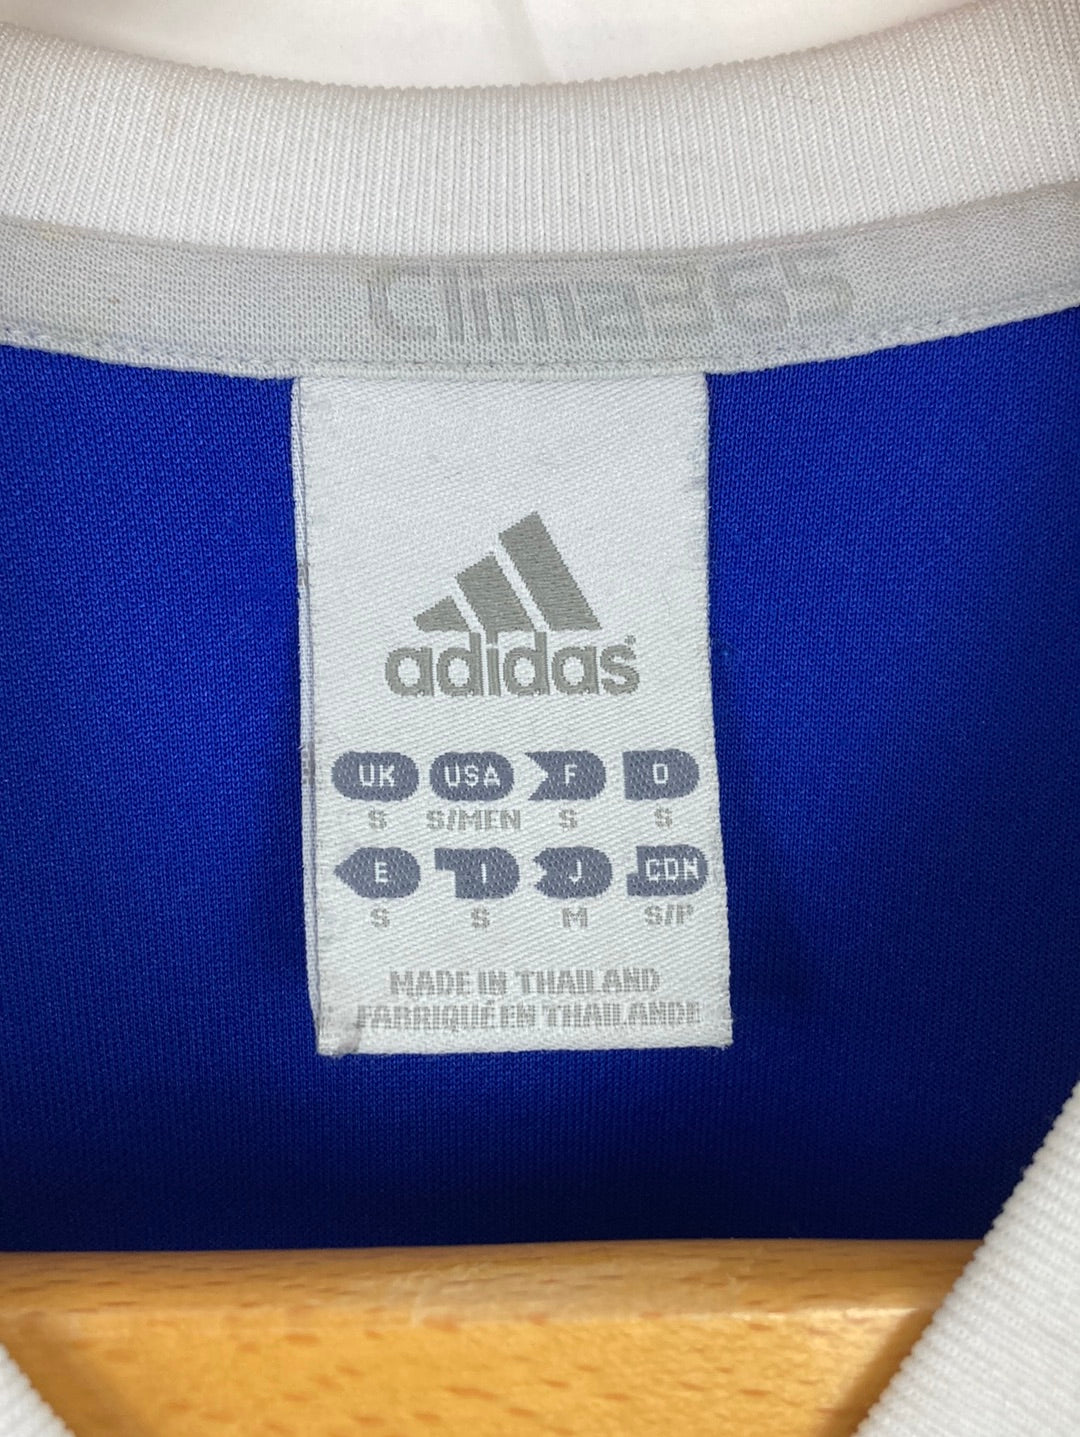 Clima365
adidas®
UK USA F D
S S/MEN S S
E I J CDN
S S M S/P
MADE IN THAILAND
FABRIQUÉ EN THAILANDE